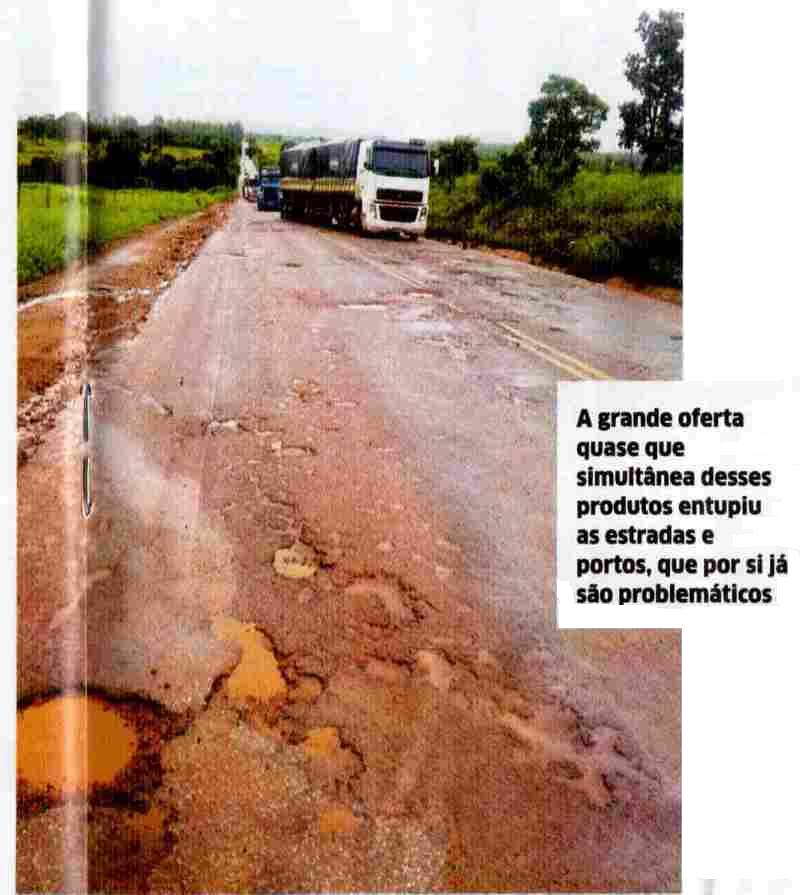 A grande oferta
quase que
simultânea desses
produtos entupiu
as estradas e
portos, que por si já
são problemáticos